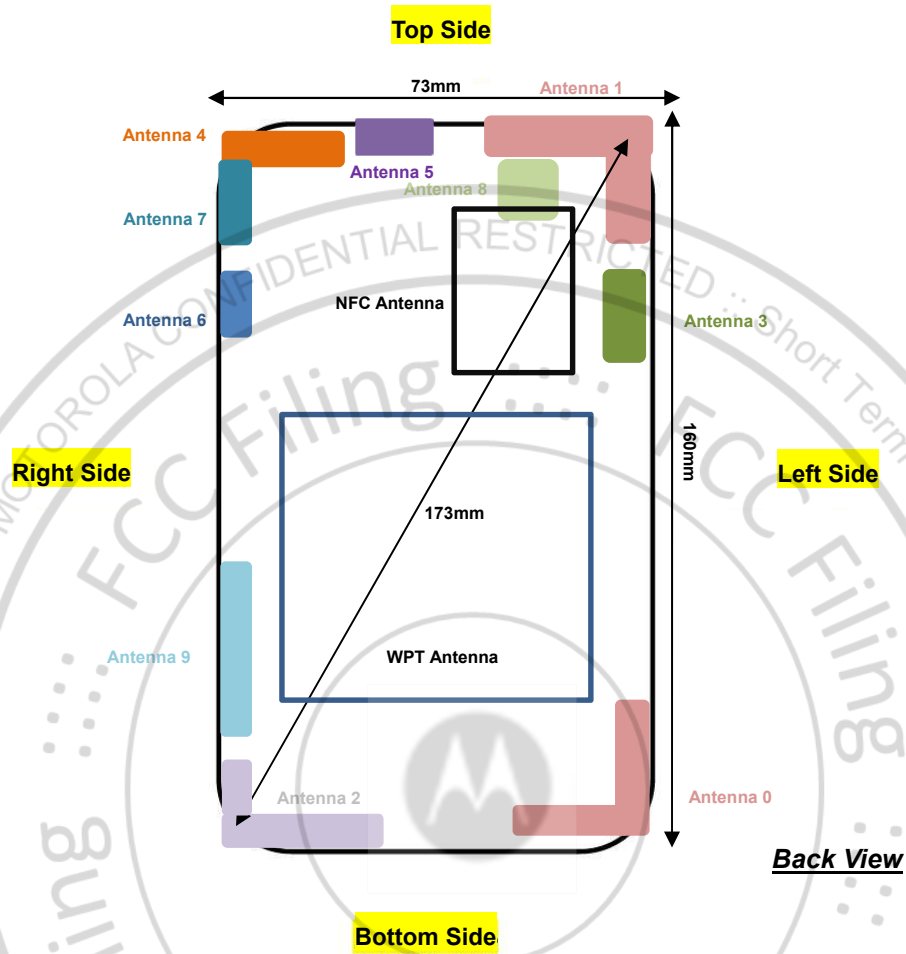 Top Side
73mm
Antenna 1
Antenna 4
Antenna 5
Antenna 8
Antenna 7
NFC Antenna
Antenna 6
Antenna 3
160mm
Right Side
Left Side
173mm
WPT Antenna
Antenna 9
Antenna 2
Antenna 0
Back View
Bottom Side
MOTOROLA CONFIDENTIAL RESTRICTED :: Short Term
FCC Filing :::: FCC Filing